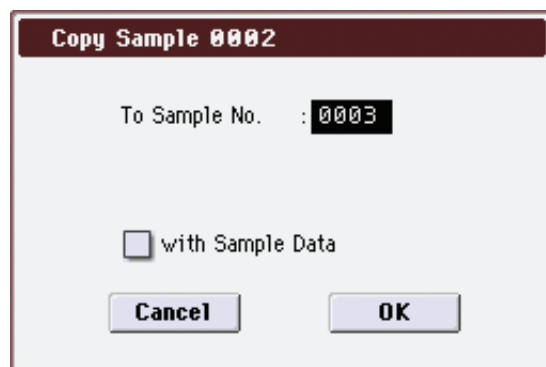 Copy Sample 0002
To Sample No. :0003
with Sample Data
Cancel OK